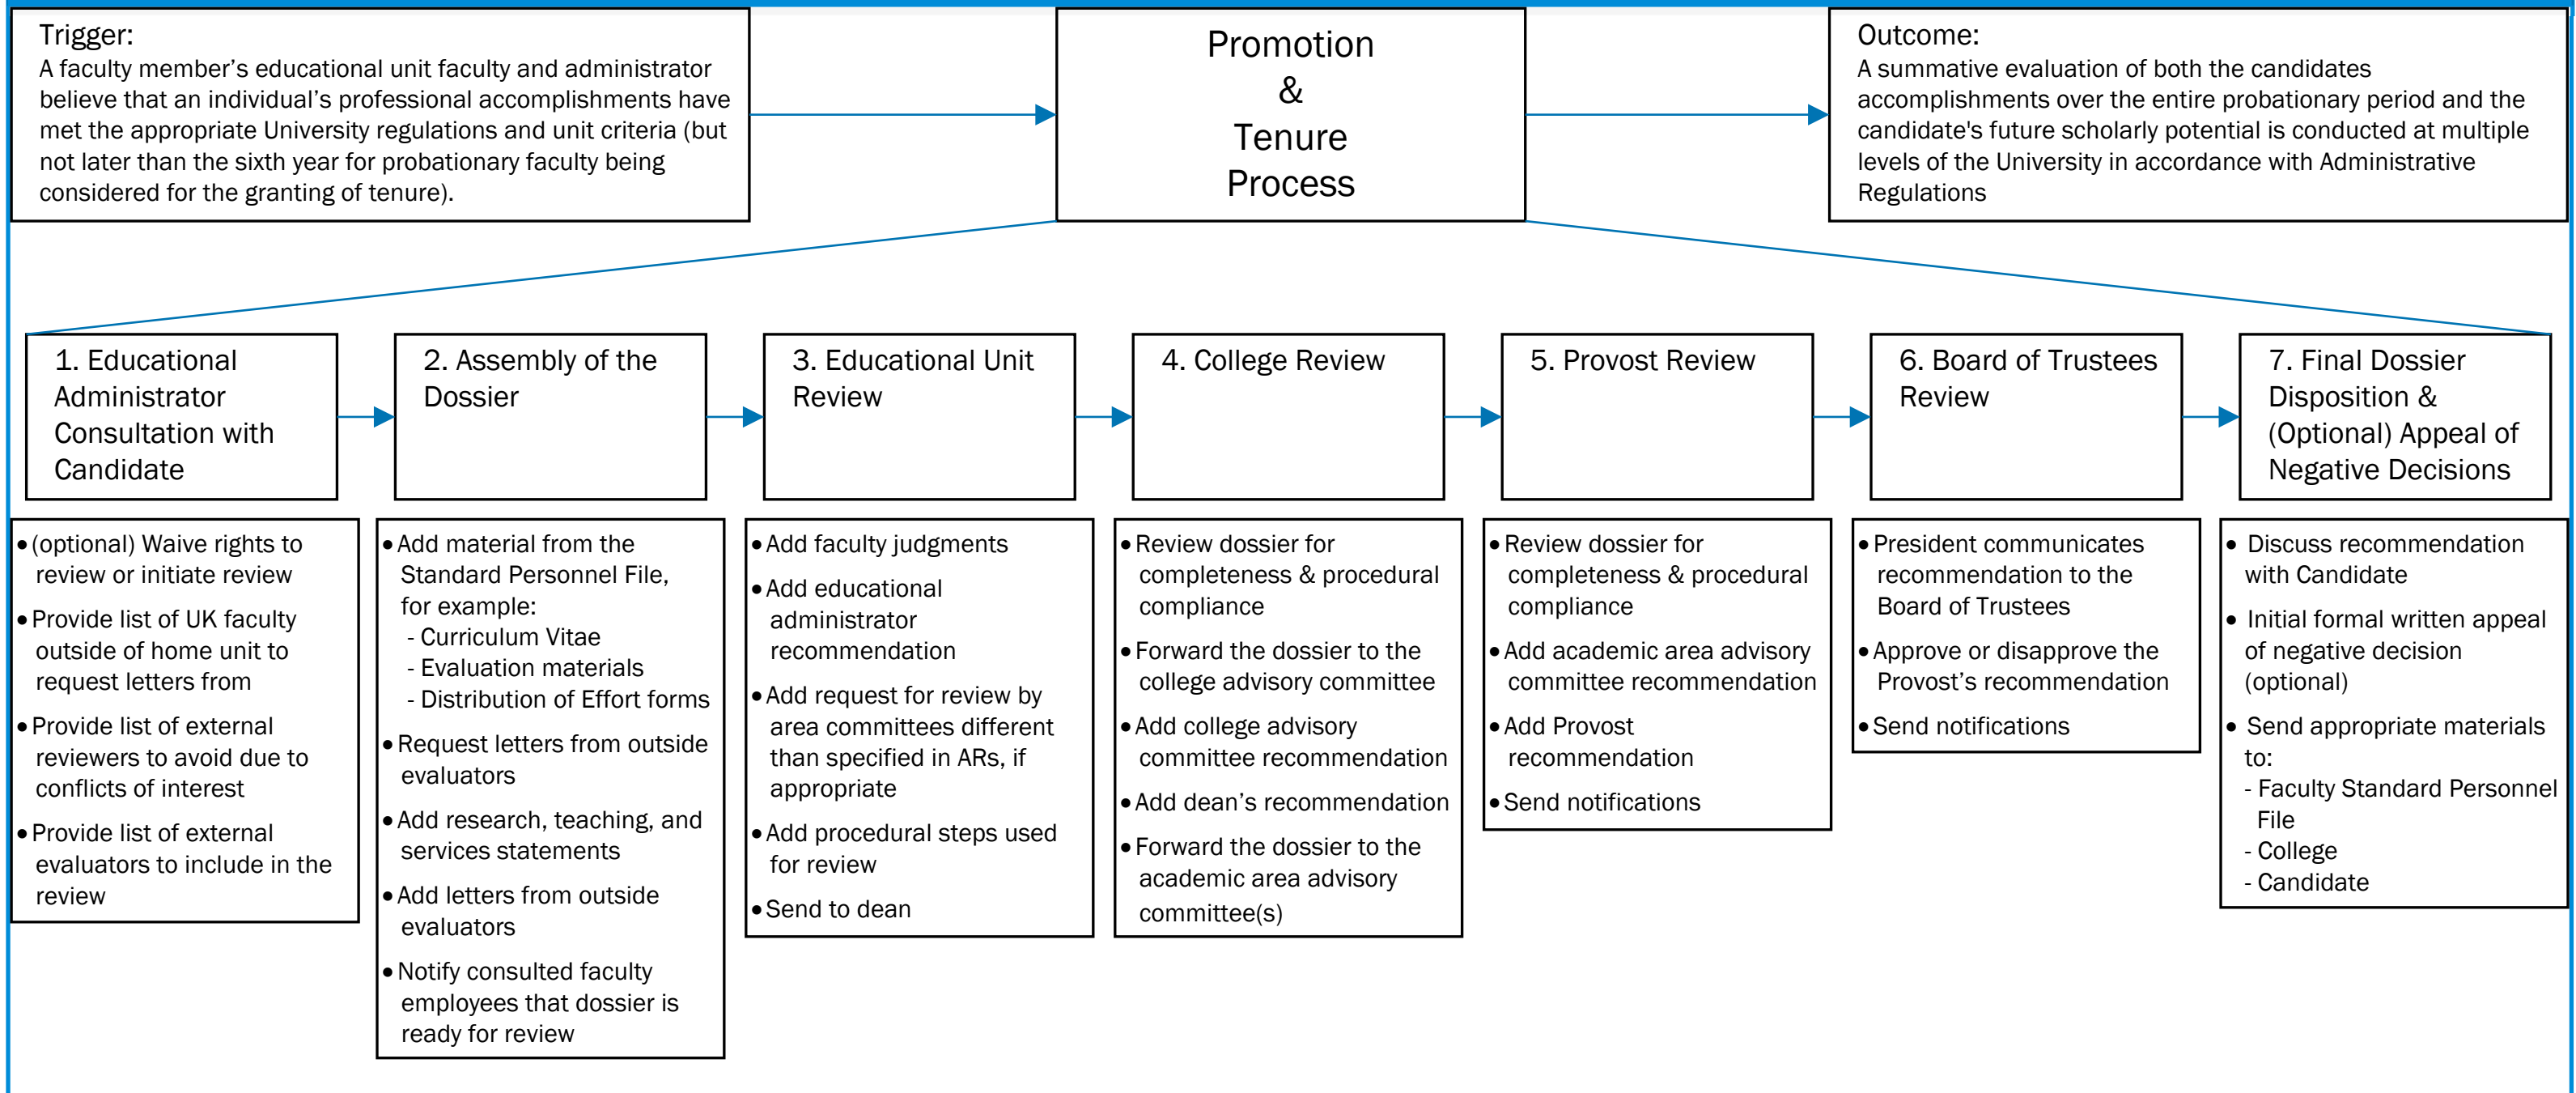 Trigger:
A faculty member’s educational unit faculty and administrator
believe that an individual’s professional accomplishments have
met the appropriate University regulations and unit criteria (but
not later than the sixth year for probationary faculty being
considered for the granting of tenure).
Promotion
&
Tenure
Process
Outcome:
A summative evaluation of both the candidates
accomplishments over the entire probationary period and the
candidate's future scholarly potential is conducted at multiple
levels of the University in accordance with Administrative
Regulations
1. Educational
Administrator
Consultation with
Candidate
2. Assembly of the
Dossier
3. Educational Unit
Review
4. College Review
5. Provost Review
6. Board of Trustees
Review
7. Final Dossier
Disposition &
(Optional) Appeal of
Negative Decisions
• (optional) Waive rights to
review or initiate review
• Provide list of UK faculty
outside of home unit to
request letters from
• Provide list of external
reviewers to avoid due to
conflicts of interest
• Provide list of external
evaluators to include in the
review
• Add material from the
Standard Personnel File,
for example:
- Curriculum Vitae
- Evaluation materials
- Distribution of Effort forms
• Request letters from outside
evaluators
• Add research, teaching, and
services statements
• Add letters from outside
evaluators
• Notify consulted faculty
employees that dossier is
ready for review
• Add faculty judgments
• Add educational
administrator
recommendation
• Add request for review by
area committees different
than specified in ARs, if
appropriate
• Add procedural steps used
for review
• Send to dean
• Review dossier for
completeness & procedural
compliance
• Forward the dossier to the
college advisory committee
• Add college advisory
committee recommendation
• Add dean’s recommendation
• Forward the dossier to the
academic area advisory
committee(s)
• Review dossier for
completeness & procedural
compliance
• Add academic area advisory
committee recommendation
• Add Provost
recommendation
• Send notifications
• President communicates
recommendation to the
Board of Trustees
• Approve or disapprove the
Provost’s recommendation
• Send notifications
• Discuss recommendation
with Candidate
• Initial formal written appeal
of negative decision
(optional)
• Send appropriate materials
to:
- Faculty Standard Personnel
File
- College
- Candidate